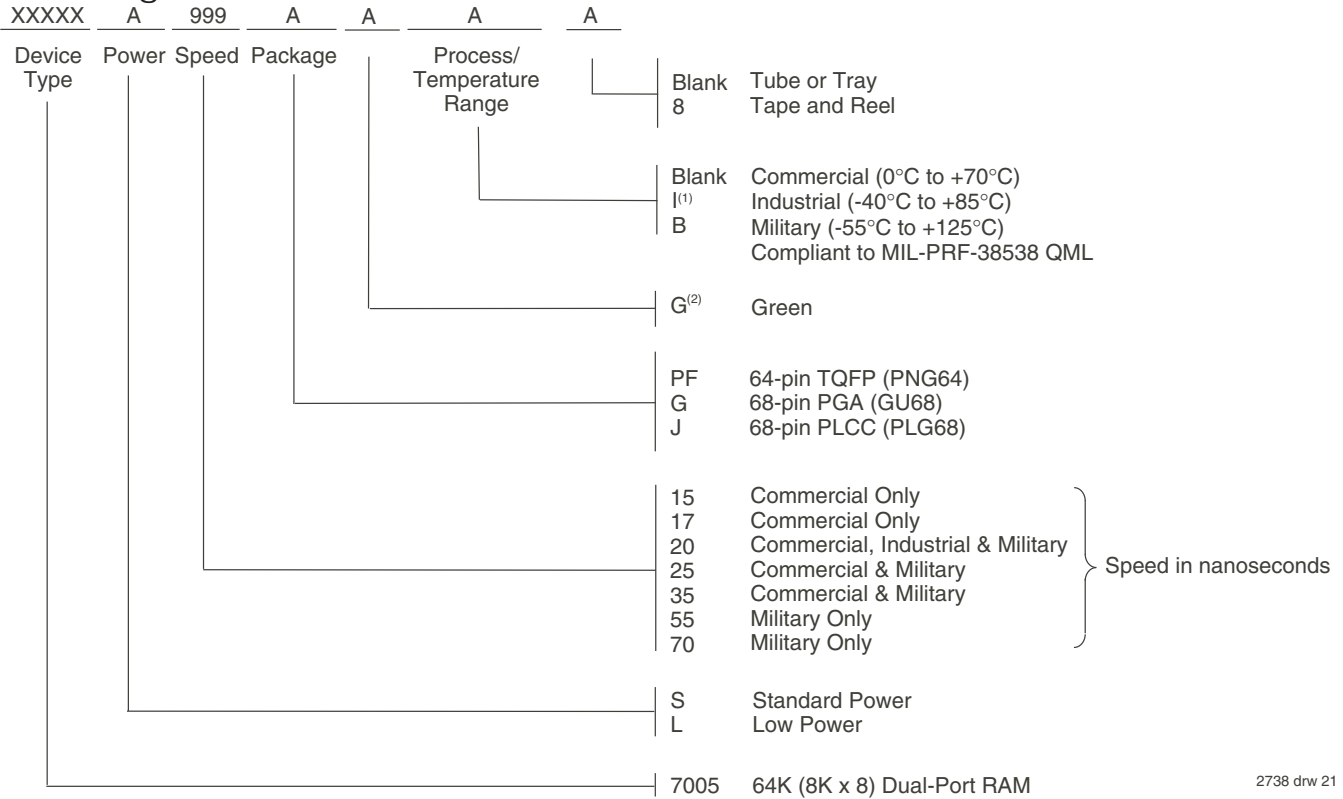 XXXXX A 999 A A A A
Device Type Power Speed Package Process/ Temperature Range
Blank Tube or Tray
8 Tape and Reel
Blank Commercial (0°C to +70°C)
I(1) Industrial (-40°C to +85°C)
B Military (-55°C to +125°C)
Compliant to MIL-PRF-38538 QML
G(2) Green
PF 64-pin TQFP (PNG64)
G 68-pin PGA (GU68)
J 68-pin PLCC (PLG68)
15 Commercial Only
17 Commercial Only
20 Commercial, Industrial & Military
25 Commercial & Military
35 Commercial & Military
55 Military Only
70 Military Only
Speed in nanoseconds
S Standard Power
L Low Power
7005 64K (8K x 8) Dual-Port RAM
2738 drw 21